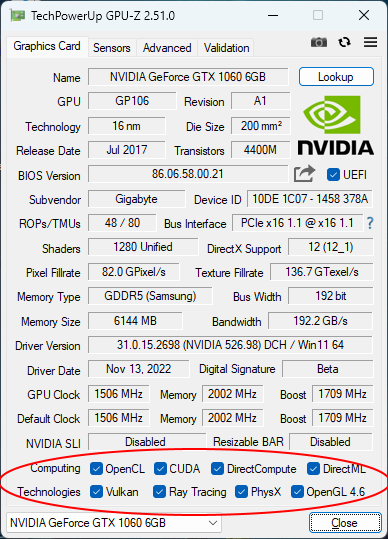 TechPowerUp GPU-Z 2.51.0
Graphics Card Sensors Advanced Validation
Name NVIDIA GeForce GTX 1060 6GB Lookup
GPU GP106 Revision A1
Technology 16 nm Die Size 200 mm²
Release Date Jul 2017 Transistors 4400M
NVIDIA
BIOS Version 86.06.58.00.21 UEFI
Subvendor Gigabyte Device ID 10DE 1C07 - 1458 378A
ROPs/TMUs 48 / 80 Bus Interface PCIe x16 1.1 @ x16 1.1 ?
Shaders 1280 Unified DirectX Support 12 (12_1)
Pixel Fillrate 82.0 GPixel/s Texture Fillrate 136.7 GTexel/s
Memory Type GDDR5 (Samsung) Bus Width 192 bit
Memory Size 6144 MB Bandwidth 192.2 GB/s
Driver Version 31.0.15.2698 (NVIDIA 526.98) DCH / Win11 64
Driver Date Nov 13, 2022 Digital Signature Beta
GPU Clock 1506 MHz Memory 2002 MHz Boost 1709 MHz
Default Clock 1506 MHz Memory 2002 MHz Boost 1709 MHz
NVIDIA SLI Disabled Resizable BAR Disabled
Computing OpenCL CUDA DirectCompute DirectML
Technologies Vulkan Ray Tracing PhysX OpenGL 4.6
NVIDIA GeForce GTX 1060 6GB Close